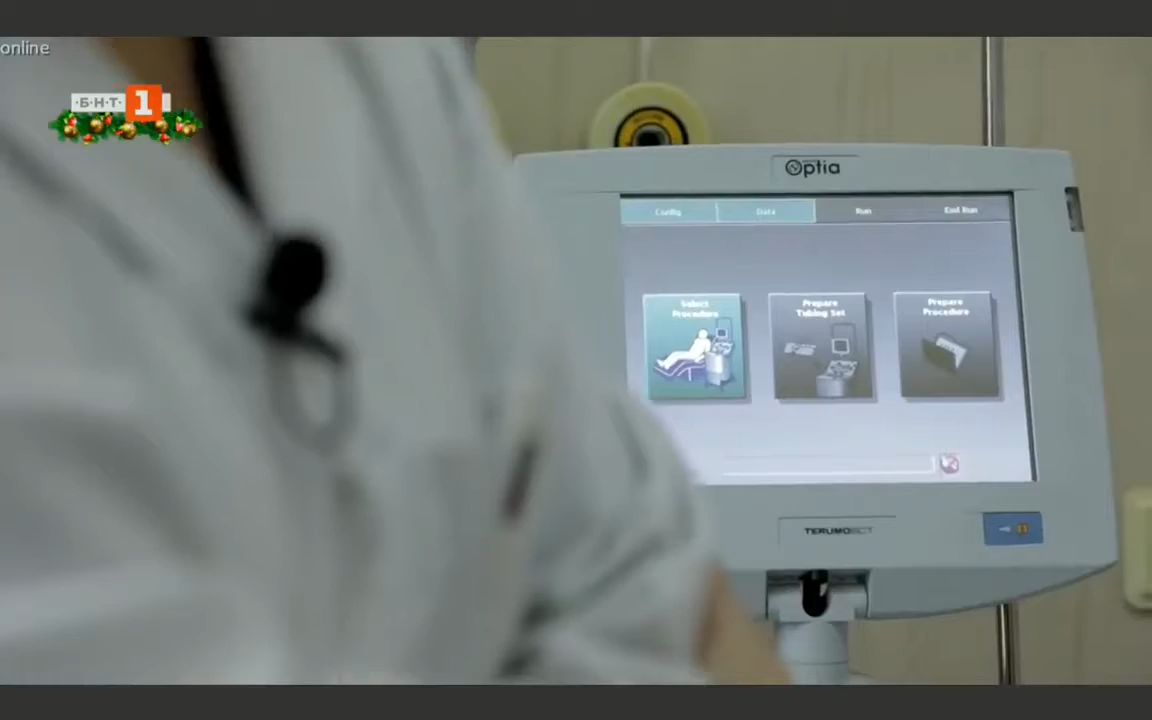 online
·БНТ· 1
Optia
Config Data Run End Run
Select
Procedure
Prepare
Tubing Set
Prepare
Procedure
TERUMOBCT